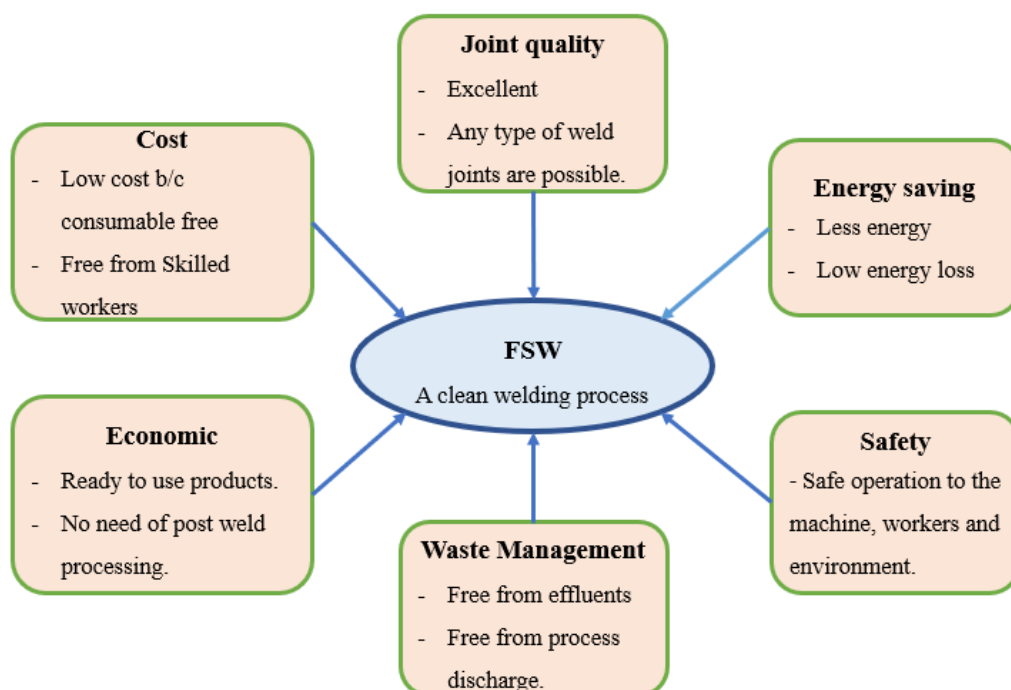 Joint quality
- Excellent
- Any type of weld
joints are possible.
Cost
- Low cost b/c
consumable free
- Free from Skilled
workers
Energy saving
- Less energy
- Low energy loss
FSW
A clean welding process
Economic
- Ready to use products.
- No need of post weld
processing.
Safety
- Safe operation to the
machine, workers and
environment.
Waste Management
- Free from effluents
- Free from process
discharge.